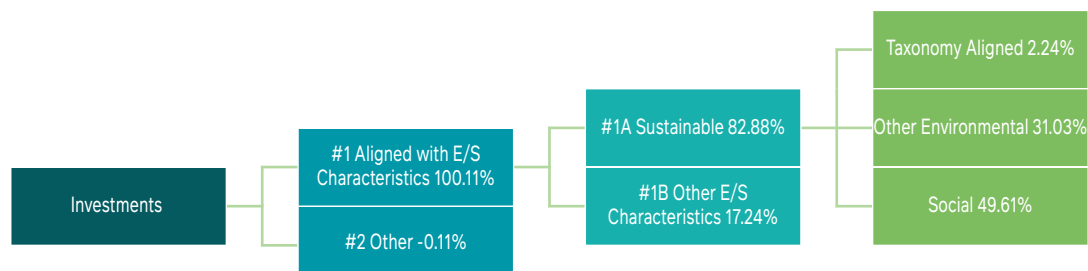 Investments
#1 Aligned with E/S
Characteristics 100.11%
#2 Other -0.11%
#1A Sustainable 82.88%
#1B Other E/S
Characteristics 17.24%
Taxonomy Aligned 2.24%
Other Environmental 31.03%
Social 49.61%